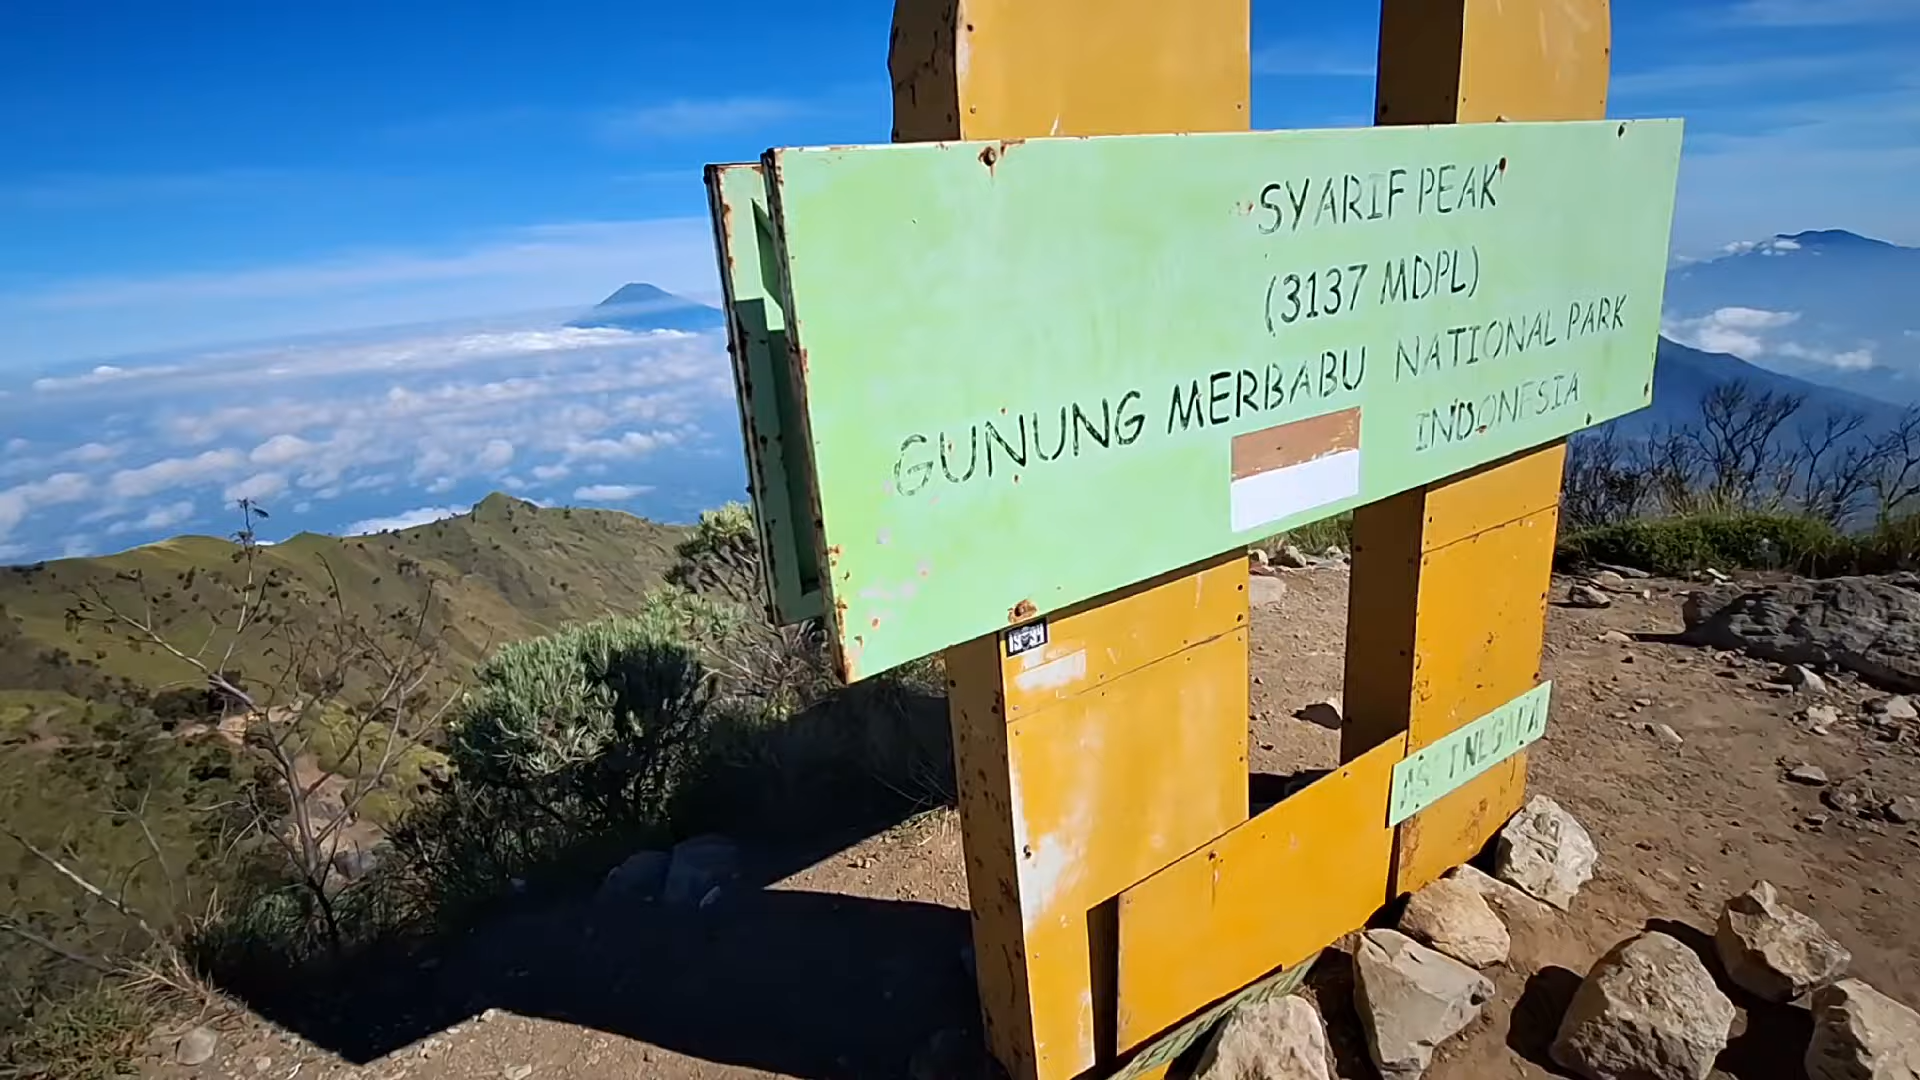 SYARIF PEAK
(3137 MDPL)
GUNUNG MERBABU NATIONAL PARK
INDONESIA